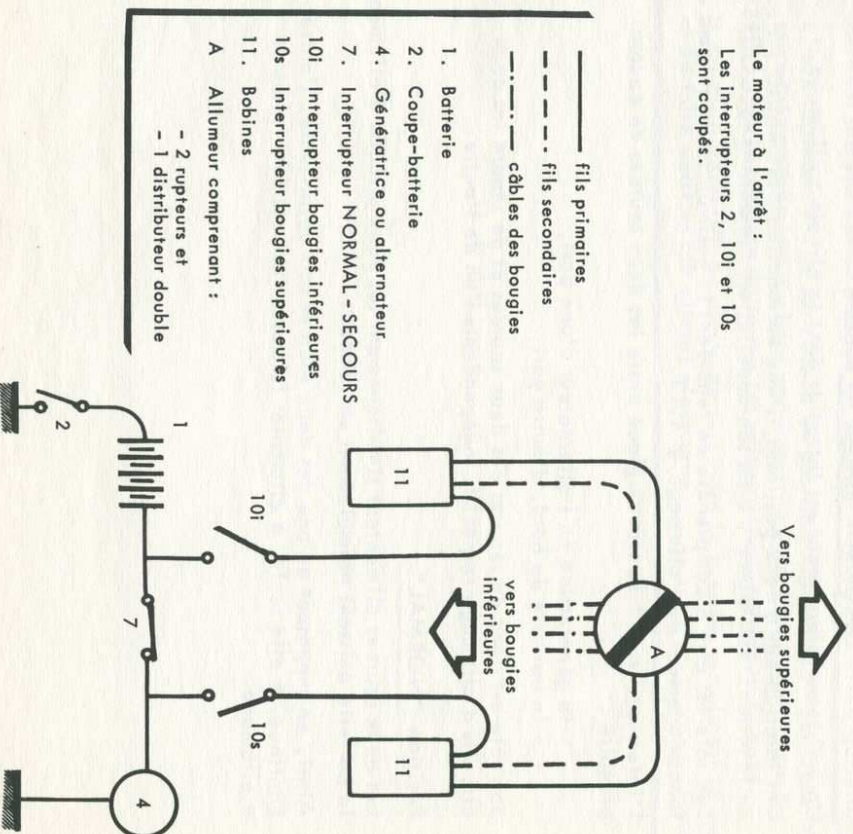 Le moteur à l'arrêt :
Les interrupteurs 2, 10i et 10s
sont coupés.
fils primaires
fils secondaires
câbles des bougies
1. Batterie
2. Coupe-batterie
4. Génératrice ou alternateur
7. Interrupteur NORMAL - SECOURS
10i Interrupteur bougies inférieures
10s Interrupteur bougies supérieures
11. Bobines
A Allumeur comprenant :
- 2 rupteurs et
- 1 distributeur double
Vers bougies supérieures
A
vers bougies
inférieures
11
11
10i
10s
1
2
7
4